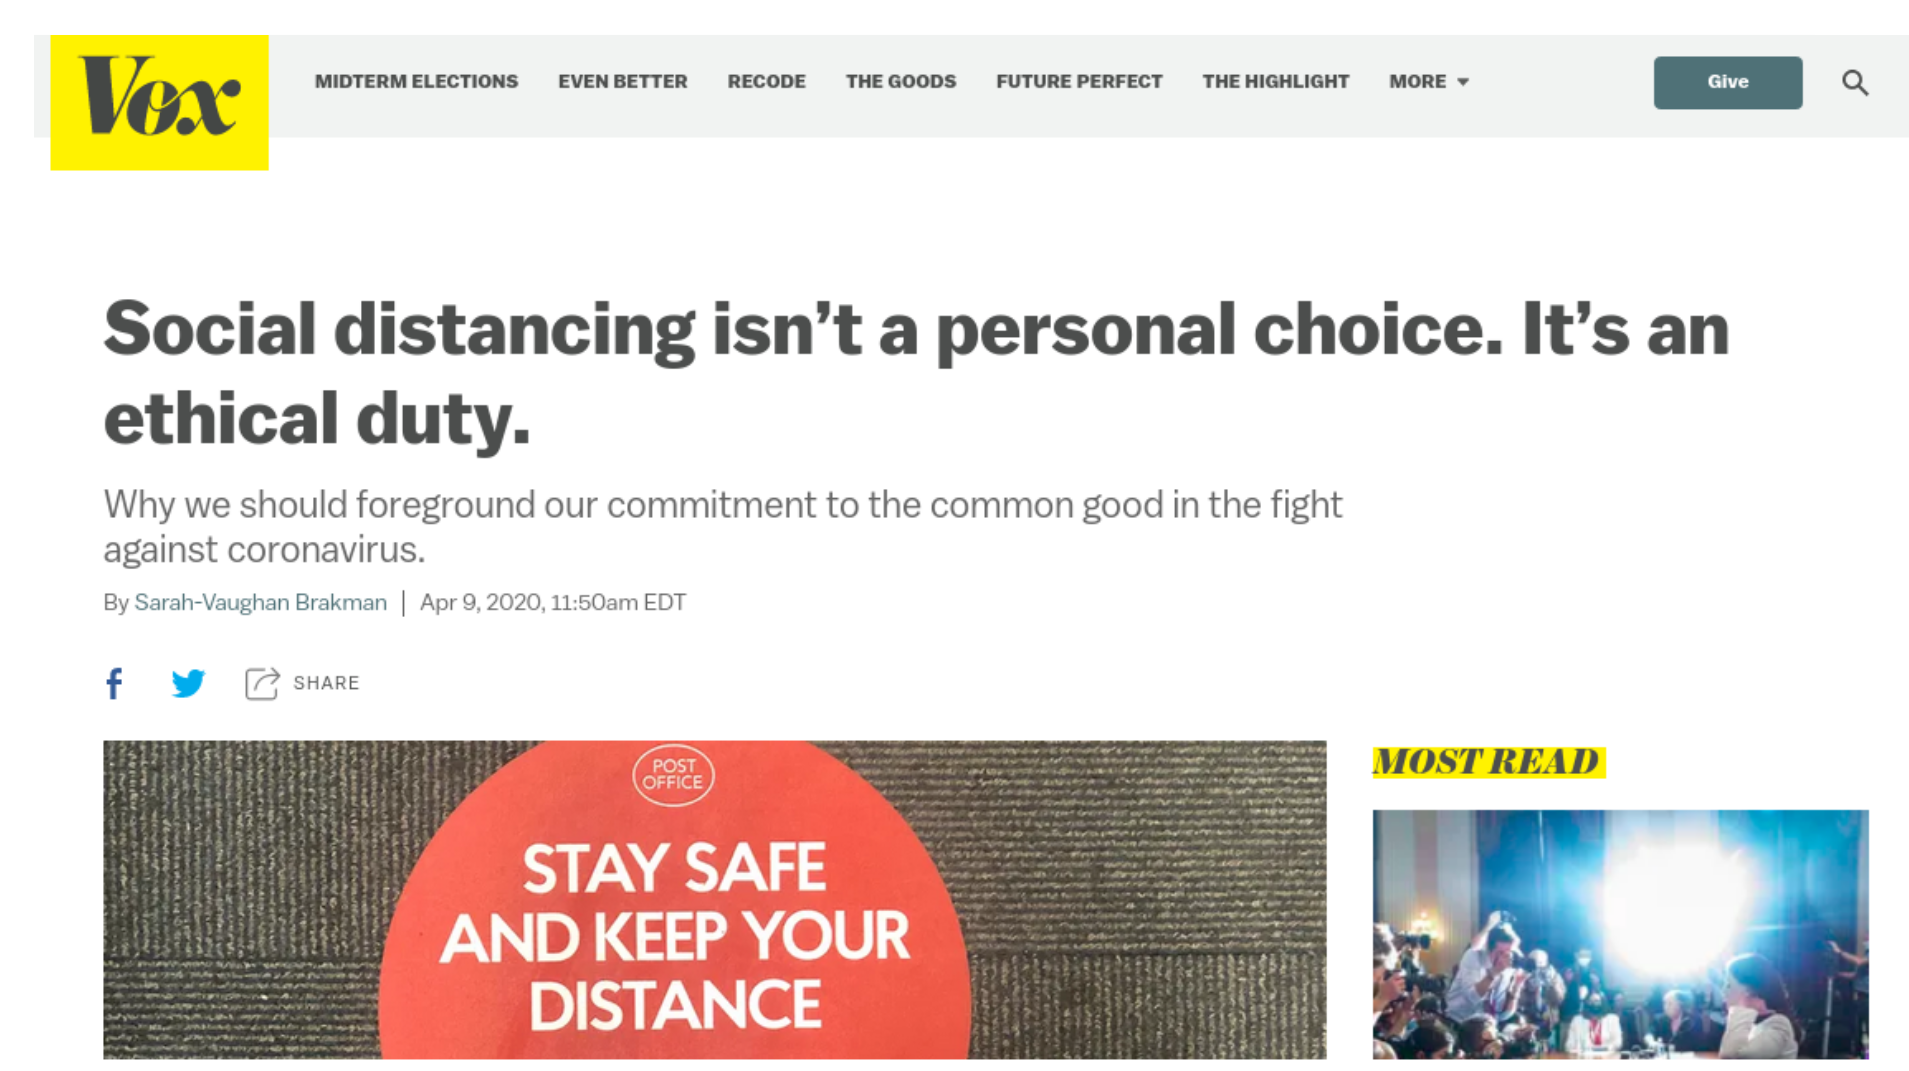 Vox
MIDTERM ELECTIONS EVEN BETTER RECODE THE GOODS FUTURE PERFECT THE HIGHLIGHT MORE Give
Social distancing isn’t a personal choice. It’s an
ethical duty.
Why we should foreground our commitment to the common good in the fight
against coronavirus.
By Sarah-Vaughan Brakman | Apr 9, 2020, 11:50am EDT
f SHARE
POST
OFFICE
STAY SAFE
AND KEEP YOUR
DISTANCE
MOST READ